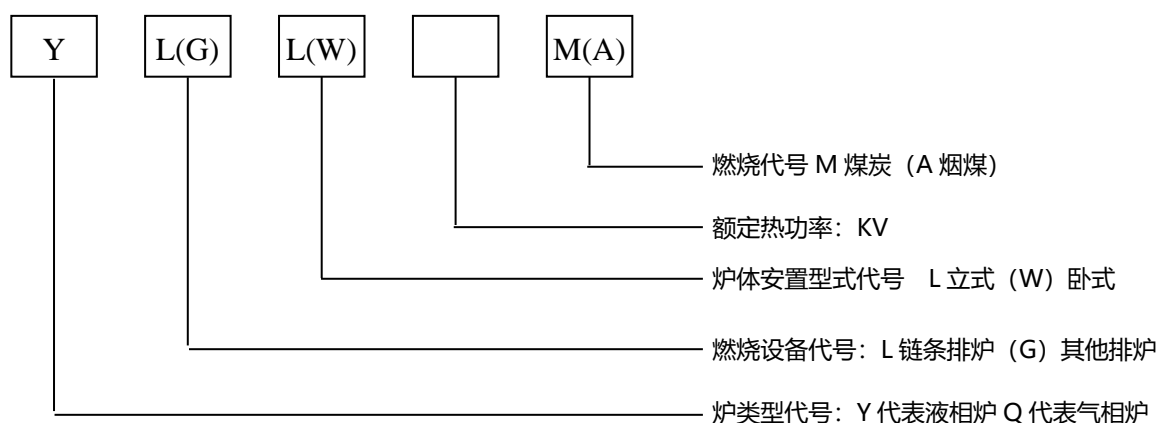 Y L(G) L(W) M(A)
燃烧代号 M 煤炭（A 烟煤）
额定热功率：KV
炉体安置型式代号 L 立式（W）卧式
燃烧设备代号：L 链条排炉（G）其他排炉
炉类型代号：Y 代表液相炉 Q 代表气相炉